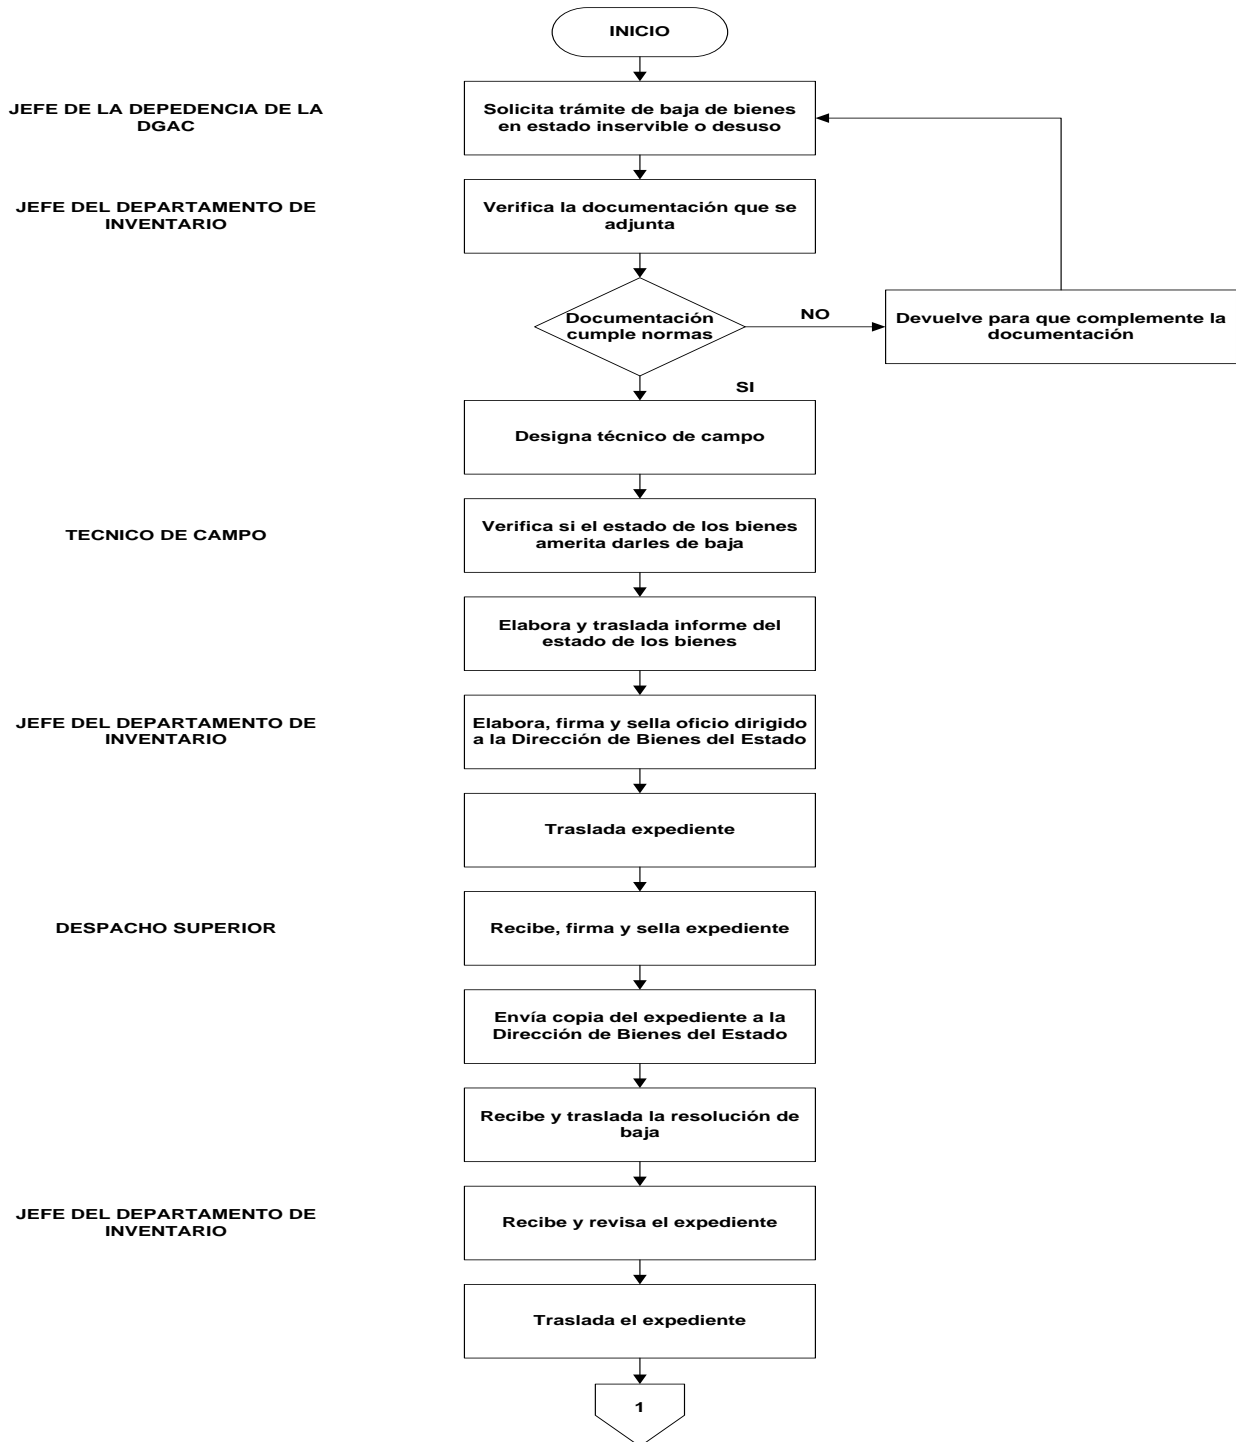 INICIO
JEFE DE LA DEPEDENCIA DE LA
DGAC
Solicita trámite de baja de bienes
en estado inservible o desuso
JEFE DEL DEPARTAMENTO DE
INVENTARIO
Verifica la documentación que se
adjunta
Documentación
cumple normas
NO
Devuelve para que complemente la
documentación
SI
Designa técnico de campo
TECNICO DE CAMPO
Verifica si el estado de los bienes
amerita darles de baja
Elabora y traslada informe del
estado de los bienes
JEFE DEL DEPARTAMENTO DE
INVENTARIO
Elabora, firma y sella oficio dirigido
a la Dirección de Bienes del Estado
Traslada expediente
DESPACHO SUPERIOR
Recibe, firma y sella expediente
Envía copia del expediente a la
Dirección de Bienes del Estado
Recibe y traslada la resolución de
baja
JEFE DEL DEPARTAMENTO DE
INVENTARIO
Recibe y revisa el expediente
Traslada el expediente
1